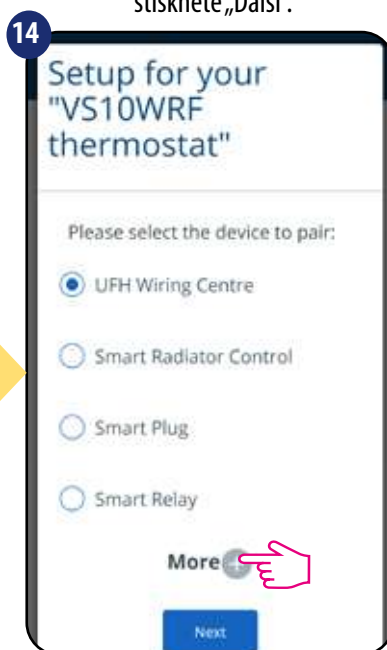 stiskněte „Další“.
14
Setup for your
"VS10WRF
thermostat"
Please select the device to pair:
UFH Wiring Centre
Smart Radiator Control
Smart Plug
Smart Relay
More
Next